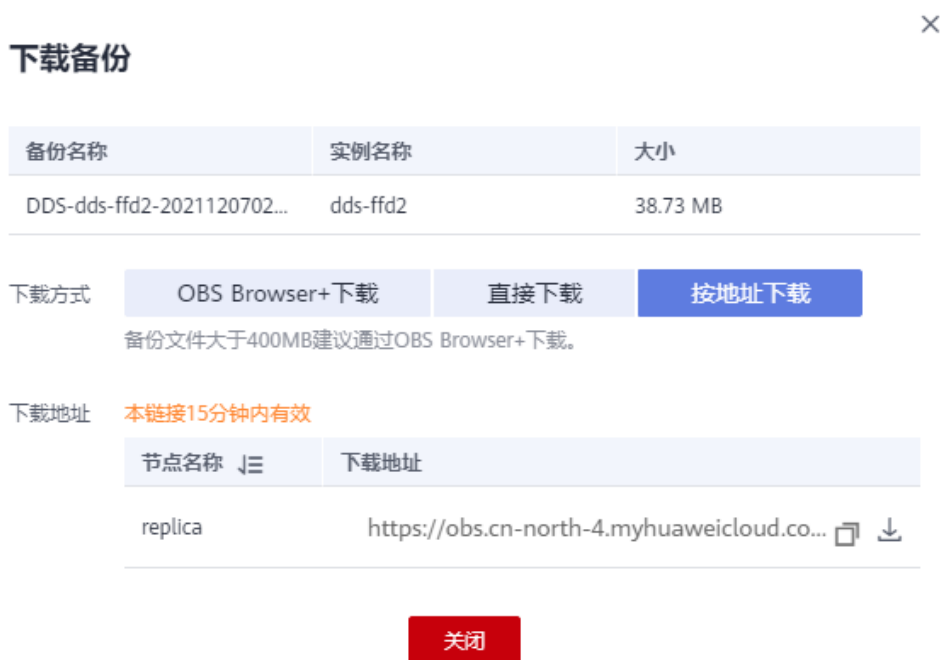 下载备份
备份名称 实例名称 大小
DDS-dds-ffd2-2021120702... dds-ffd2 38.73 MB
下载方式 OBS Browser+下载 直接下载 按地址下载
备份文件大于400MB建议通过OBS Browser+下载。
下载地址 本链接15分钟内有效
节点名称 下载地址
replica https://obs.cn-north-4.myhuaweicloud.co...
关闭